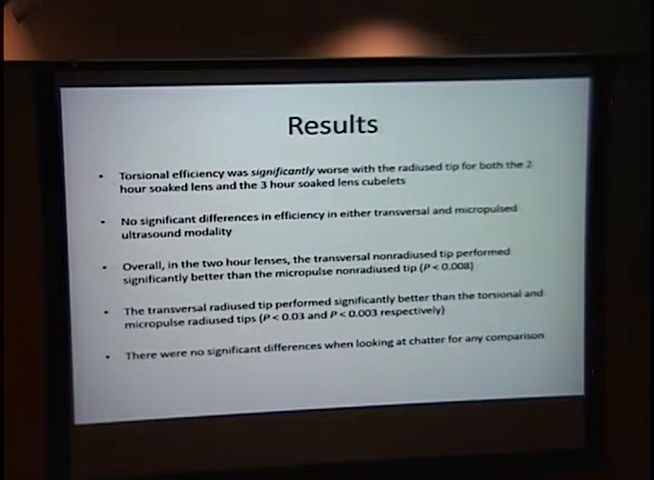 Results
• Torsional efficiency was significantly worse with the radiused tip for both the 2
hour soaked lens and the 3 hour soaked lens cubelets
• No significant differences in efficiency in either transversal and micropulsed
ultrasound modality
• Overall, in the two hour lenses, the transversal nonradiused tip performed
significantly better than the micropulse nonradiused tip (P < 0.008)
• The transversal radiused tip performed significantly better than the torsional and
micropulse radiused tips (P < 0.03 and P < 0.003 respectively)
• There were no significant differences when looking at chatter for any comparison